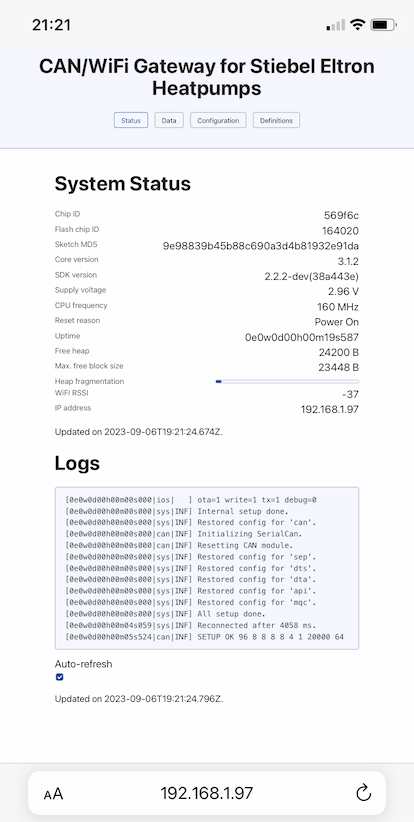 21:21
CAN/WiFi Gateway for Stiebel Eltron
Heatpumps
Status Data Configuration Definitions
System Status
Chip ID 569f6c
Flash chip ID 164020
Sketch MD5 9e98839b45b88c690a3d4b81932e91da
Core version 3.1.2
SDK version 2.2.2-dev(38a443e)
Supply voltage 2.96 V
CPU frequency 160 MHz
Reset reason Power On
Uptime 0e0w0d00h00m19s587
Free heap 24200 B
Max. free block size 23448 B
Heap fragmentation
WiFI RSSI -37
IP address 192.168.1.97
Updated on 2023-09-06T19:21:24.674Z.
Logs
[0e0w0d00h00m00s000|ios|   ] ota=1 write=1 tx=1 debug=0
[0e0w0d00h00m00s000|sys|INF] Internal setup done.
[0e0w0d00h00m00s000|sys|INF] Restored config for 'can'.
[0e0w0d00h00m00s000|can|INF] Initializing SerialCan.
[0e0w0d00h00m00s000|can|INF] Resetting CAN module.
[0e0w0d00h00m00s000|sys|INF] Restored config for 'sep'.
[0e0w0d00h00m00s000|sys|INF] Restored config for 'dts'.
[0e0w0d00h00m00s000|sys|INF] Restored config for 'dta'.
[0e0w0d00h00m00s000|sys|INF] Restored config for 'api'.
[0e0w0d00h00m00s000|sys|INF] Restored config for 'mqc'.
[0e0w0d00h00m00s000|sys|INF] All setup done.
[0e0w0d00h00m04s059|sys|INF] Reconnected after 4058 ms.
[0e0w0d00h00m05s524|can|INF] SETUP OK 96 8 8 8 8 4 1 20000 64
Auto-refresh
Updated on 2023-09-06T19:21:24.796Z.
AA 192.168.1.97